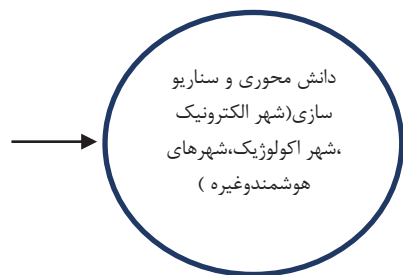 دانش محوری و سناریو
سازی(شهر الکترونیک
،شهر اکولوژیک،شهرهای
هوشمندوغیره )